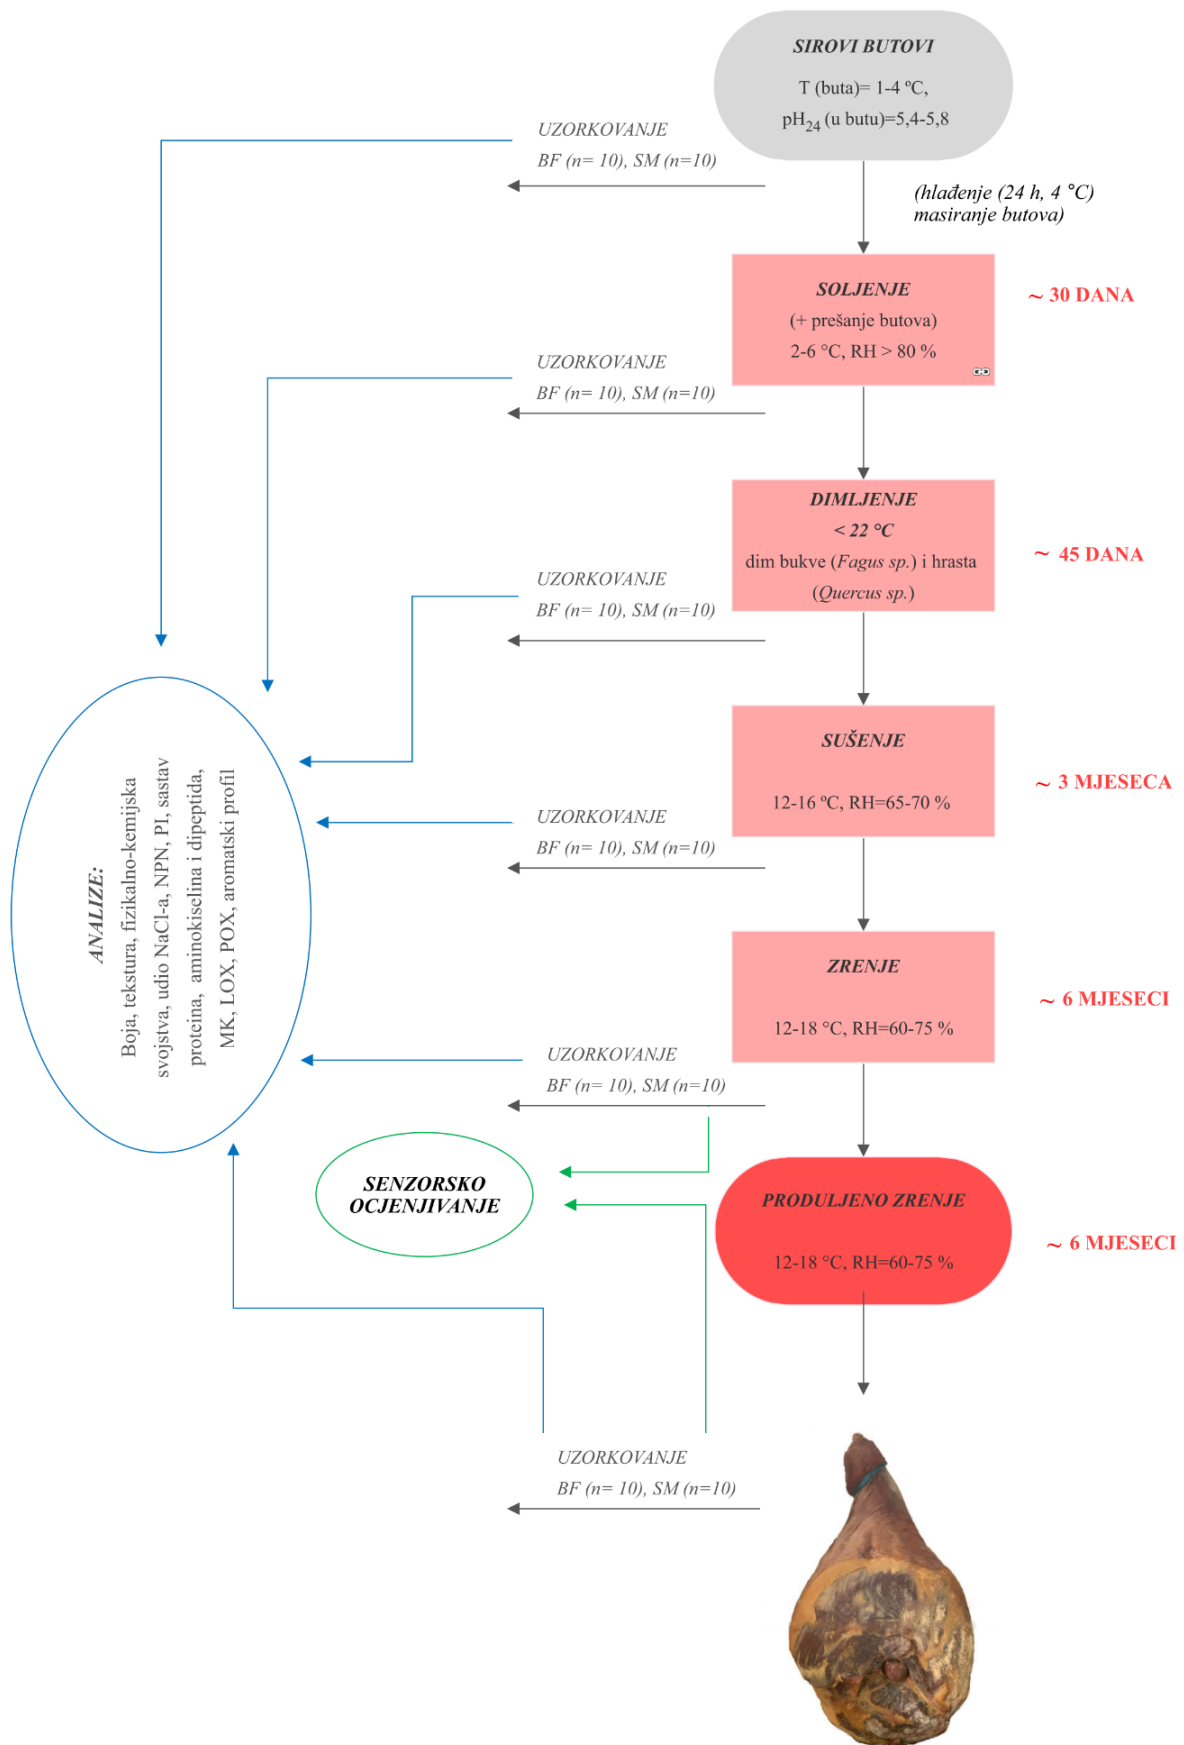 SIROVI BUTOVI
T (buta)= 1-4 ºC,
pH24 (u butu)=5,4-5,8
UZORKOVANJE
BF (n= 10), SM (n=10)
(hlađenje (24 h, 4 °C)
masiranje butova)
SOLJENJE
(+ prešanje butova)
2-6 °C, RH > 80 %
~ 30 DANA
UZORKOVANJE
BF (n= 10), SM (n=10)
DIMLJENJE
< 22 °C
dim bukve (Fagus sp.) i hrasta
(Quercus sp.)
~ 45 DANA
UZORKOVANJE
BF (n= 10), SM (n=10)
SUŠENJE
12-16 ºC, RH=65-70 %
~ 3 MJESECA
UZORKOVANJE
BF (n= 10), SM (n=10)
ANALIZE:
Boja, tekstura, fizikalno-kemijska
svojstva, udio NaCl-a, NPN, PI, sastav
proteina, aminokiselina i dipeptida,
MK, LOX, POX, aromatski profil
ZRENJE
12-18 °C, RH=60-75 %
~ 6 MJESECI
UZORKOVANJE
BF (n= 10), SM (n=10)
SENZORSKO
OCJENJIVANJE
PRODULJENO ZRENJE
12-18 °C, RH=60-75 %
~ 6 MJESECI
UZORKOVANJE
BF (n= 10), SM (n=10)